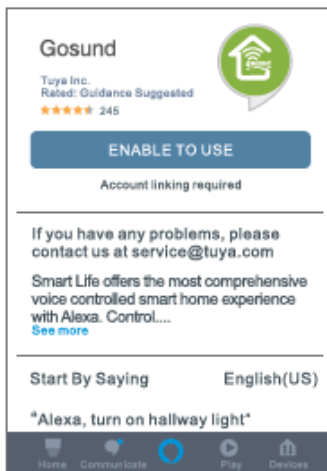 Gosund
Tuya Inc.
Rated: Guidance Suggested
245
ENABLE TO USE
Account linking required
If you have any problems, please
contact us at service@tuya.com
Smart Life offers the most comprehensive
voice controlled smart home experience
with Alexa. Control....
See more
Start By Saying English(US)
"Alexa, turn on hallway light"
Home Communicate Play Devices